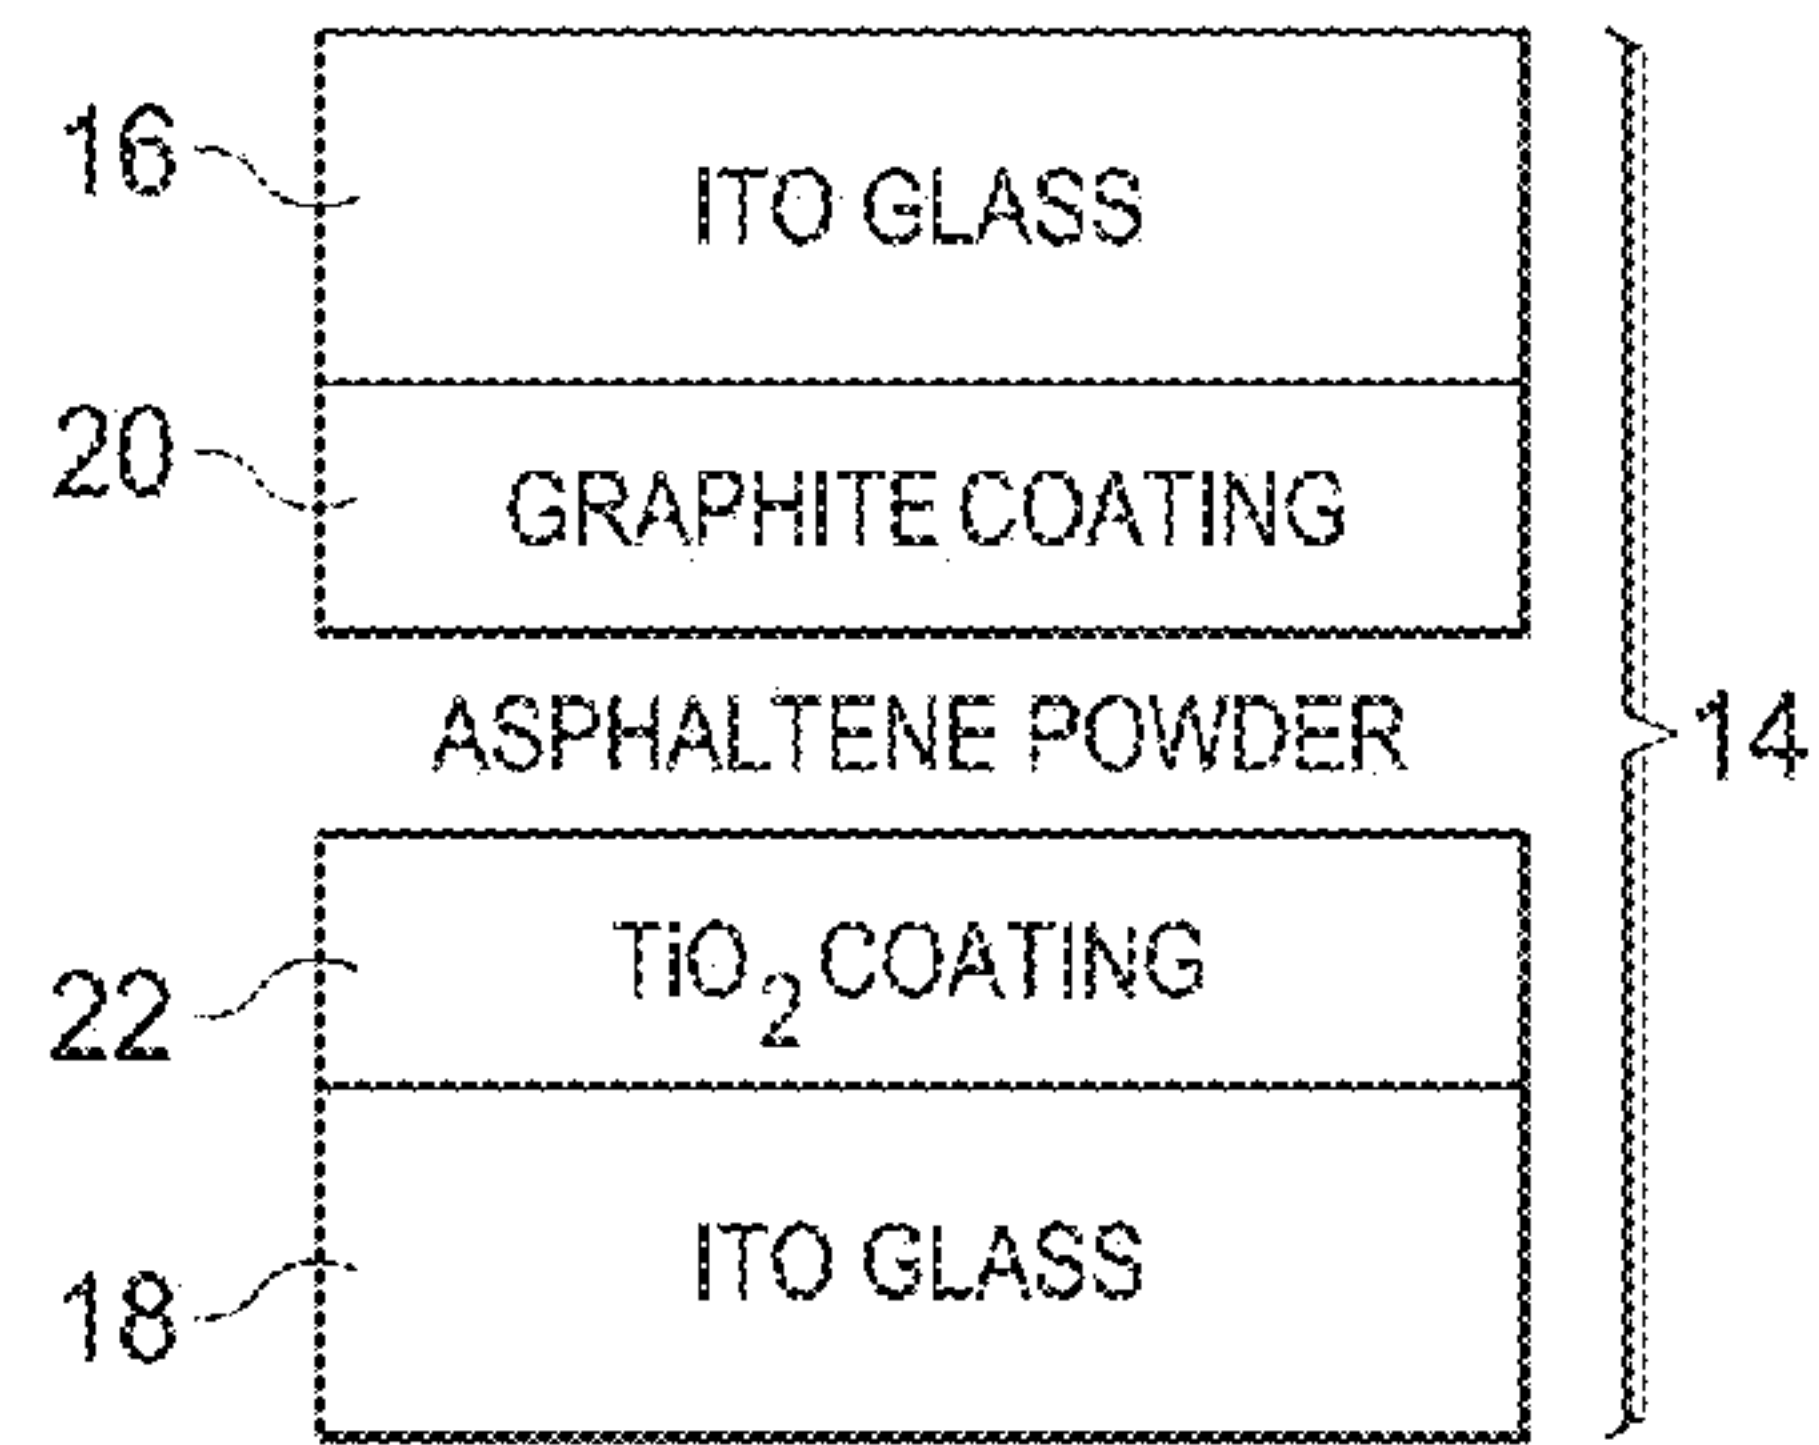 16
ITO GLASS
20
GRAPHITE COATING
ASPHALTENE POWDER
14
22
TiO2 COATING
18
ITO GLASS